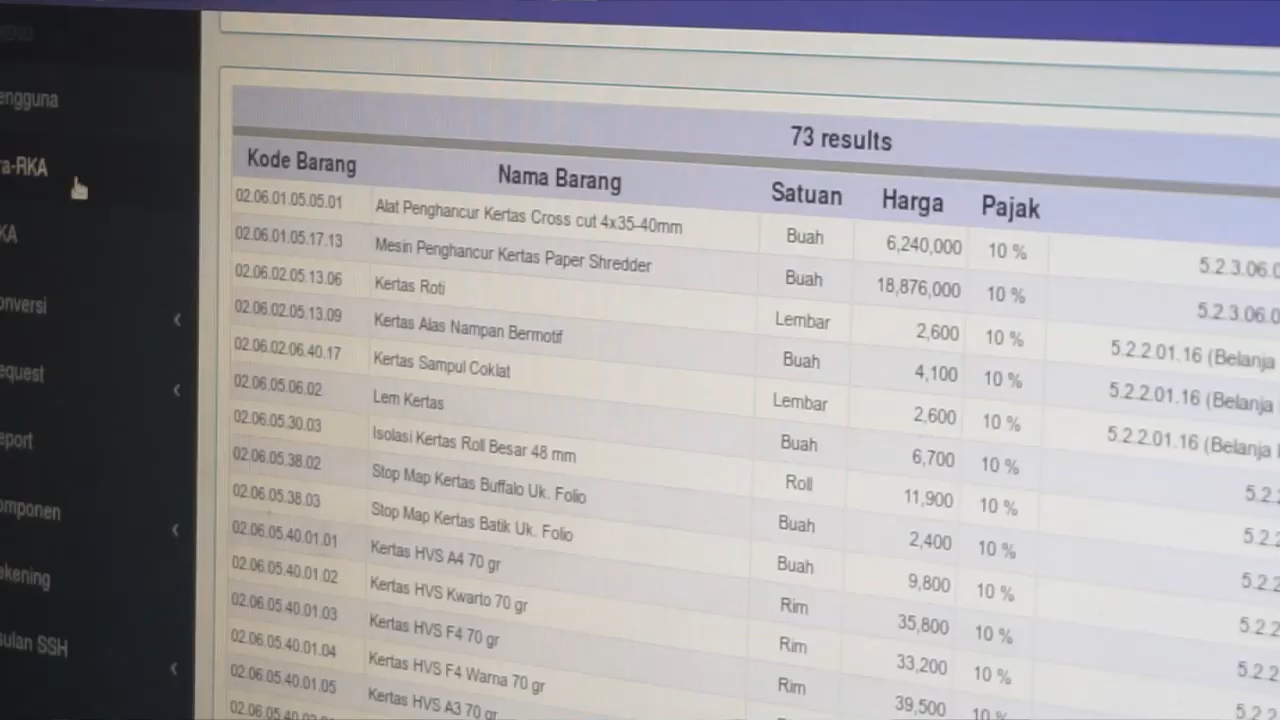 engguna
ra-RKA
KA
onversi
equest
eport
omponen
ekening
sulan SSH
73 results
Kode Barang Nama Barang Satuan Harga Pajak
02.06.01.05.05.01 Alat Penghancur Kertas Cross cut 4x35-40mm Buah 6,240,000 10 % 5.2.3.06.0
02.06.01.05.17.13 Mesin Penghancur Kertas Paper Shredder Buah 18,876,000 10 % 5.2.3.06.0
02.06.02.05.13.06 Kertas Roti Lembar 2,600 10 % 5.2.2.01.16 (Belanja
02.06.02.05.13.09 Kertas Alas Nampan Bermotif Buah 4,100 10 % 5.2.2.01.16 (Belanja
02.06.02.06.40.17 Kertas Sampul Coklat Lembar 2,600 10 % 5.2.2.01.16 (Belanja
02.06.05.06.02 Lem Kertas Buah 6,700 10 % 5.2.
02.06.05.30.03 Isolasi Kertas Roll Besar 48 mm Roll 11,900 10 % 5.2
02.06.05.38.02 Stop Map Kertas Buffalo Uk. Folio Buah 2,400 10 % 5.2.2
02.06.05.38.03 Stop Map Kertas Batik Uk. Folio Buah 9,800 10 % 5.2.2
02.06.05.40.01.01 Kertas HVS A4 70 gr Rim 35,800 10 % 5.2.2
02.06.05.40.01.02 Kertas HVS Kwarto 70 gr Rim 33,200 10 % 5.2.2
02.06.05.40.01.03 Kertas HVS F4 70 gr Rim 39,500 10 %
02.06.05.40.01.04 Kertas HVS F4 Warna 70 gr
02.06.05.40.01.05 Kertas HVS A3 70 gr